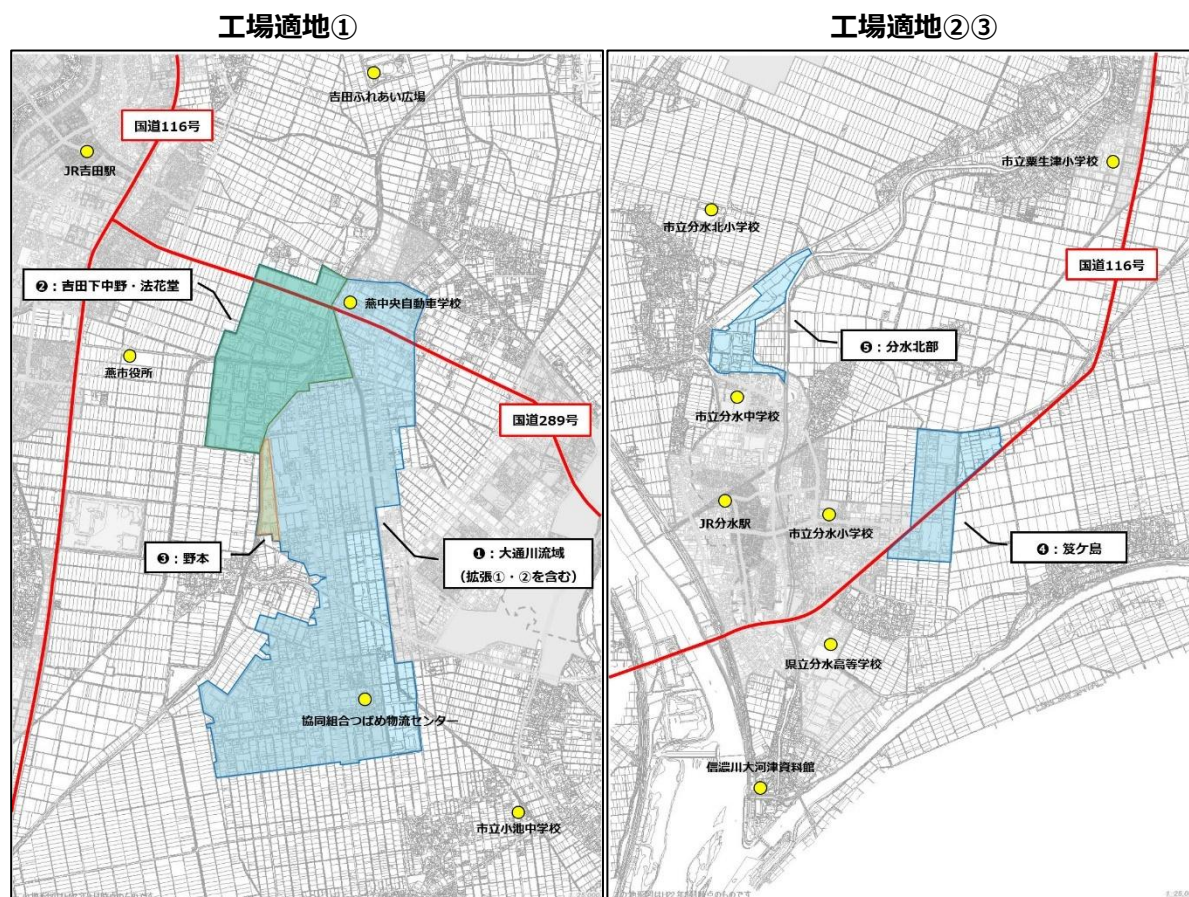 工場適地①
工場適地②③
吉田ふれあい広場
国道116号
JR吉田駅
❷：吉田下中野・法花堂
燕中央自動車学校
燕市役所
国道289号
❸：野本
❶：大通川流域
（拡張①・②を含む）
協同組合つばめ物流センター
市立小池中学校
市立粟生津小学校
市立分水北小学校
国道116号
❺：分水北部
市立分水中学校
JR分水駅
市立分水小学校
❹：笈ケ島
県立分水高等学校
信濃川大河津資料館